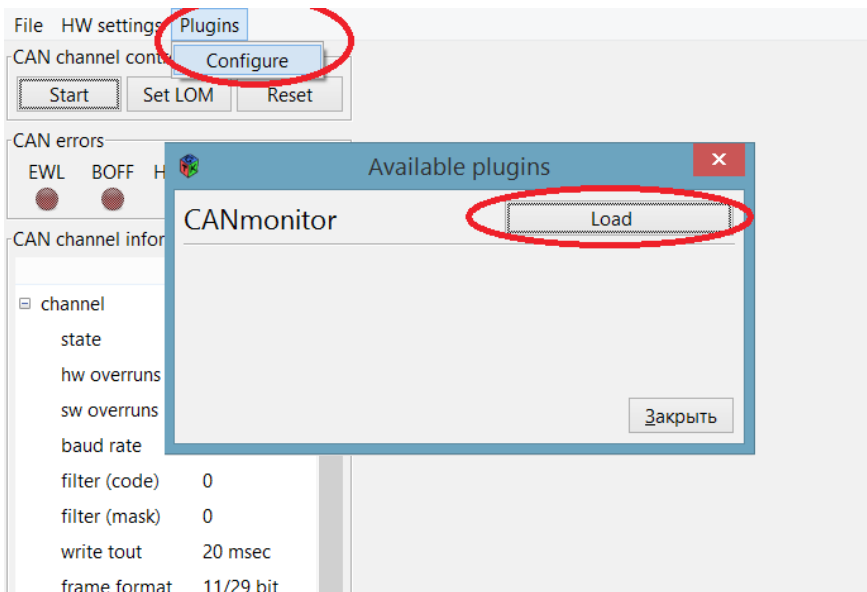 File HW settings Plugins
Configure
CAN channel cont
Start Set LOM Reset
CAN errors
EWL BOFF H
Available plugins
CANmonitor Load
CAN channel infor
channel
state
hw overruns
sw overruns
Закрыть
baud rate
filter (code) 0
filter (mask) 0
write tout 20 msec
frame format 11/29 bit